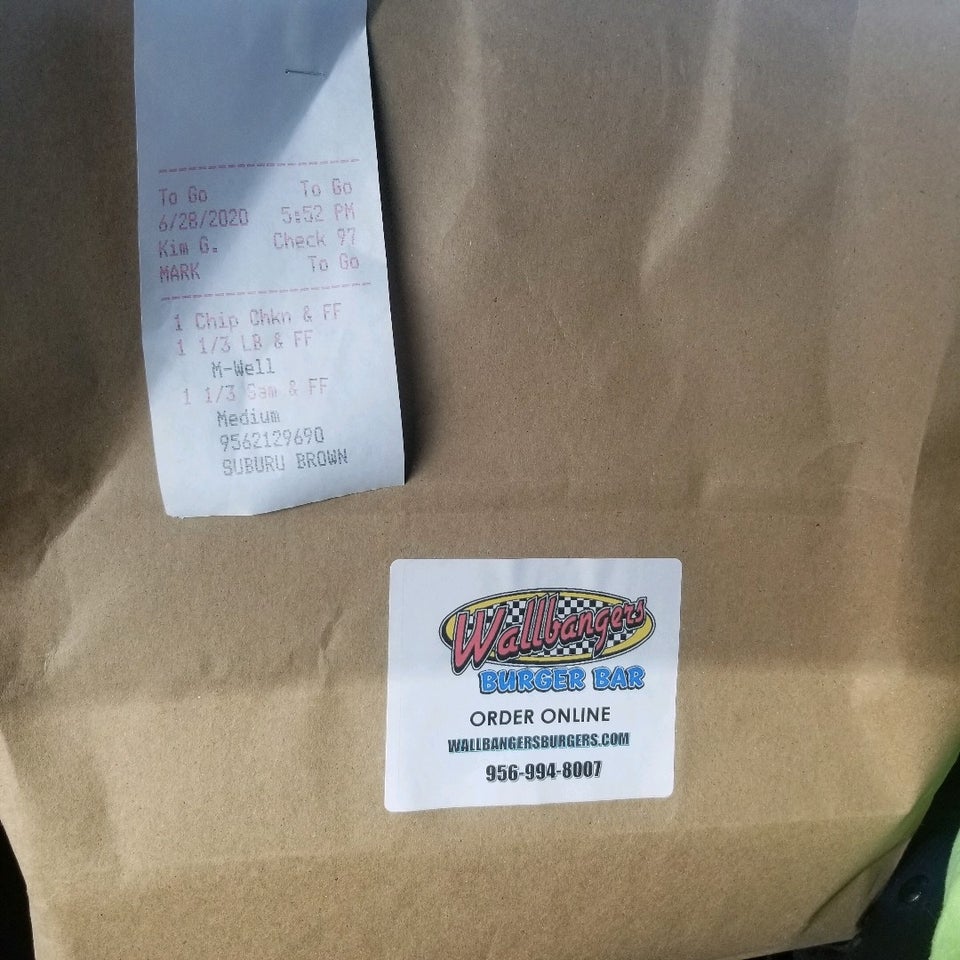 To Go To Go
6/28/2020 5:52 PM
Kim G. Check 97
MARK To Go
1 Chip Chkn & FF
1 1/3 LB & FF
M-Well
1 1/3 Sam & FF
Medium
9562129690
SUBURU BROWN
Wallbangers
BURGER BAR
ORDER ONLINE
WALLBANGERSBURGERS.COM
956-994-8007